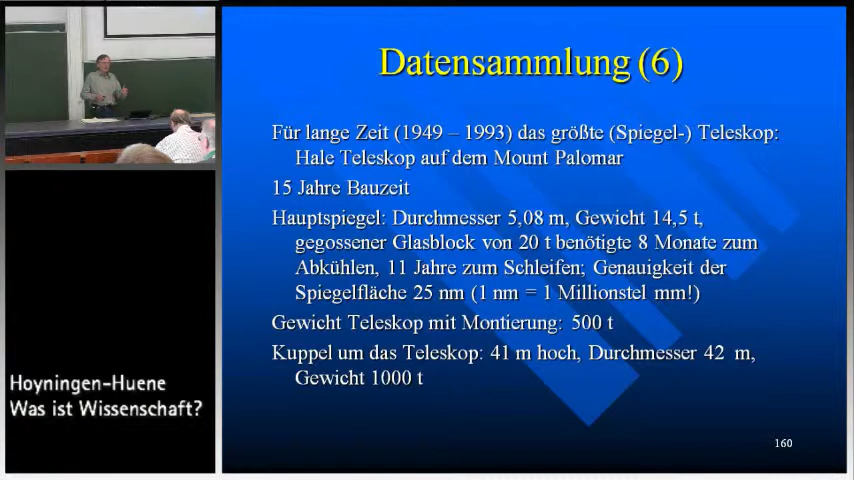 Datensammlung (6)
Für lange Zeit (1949 – 1993) das größte (Spiegel-) Teleskop:
Hale Teleskop auf dem Mount Palomar
15 Jahre Bauzeit
Hauptspiegel: Durchmesser 5,08 m, Gewicht 14,5 t,
gegossener Glasblock von 20 t benötigte 8 Monate zum
Abkühlen, 11 Jahre zum Schleifen; Genauigkeit der
Spiegelfläche 25 nm (1 nm = 1 Millionstel mm!)
Gewicht Teleskop mit Montierung: 500 t
Kuppel um das Teleskop: 41 m hoch, Durchmesser 42 m,
Gewicht 1000 t
Hoyningen-Huene
Was ist Wissenschaft?
160